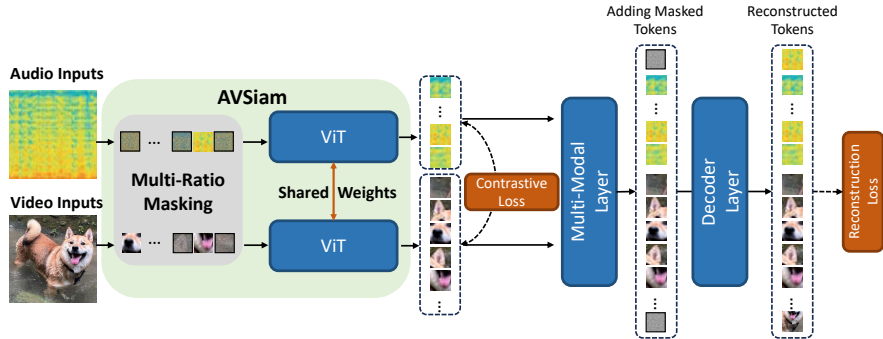 Adding Masked
Tokens
Reconstructed
Tokens
Audio Inputs
AVSiam
ViT
...
Multi-Ratio
Masking
Shared Weights
Contrastive
Loss
Multi-Modal
Layer
Decoder
Layer
Reconstruction
Loss
Video Inputs
...
ViT
...
...
...
...
...
...